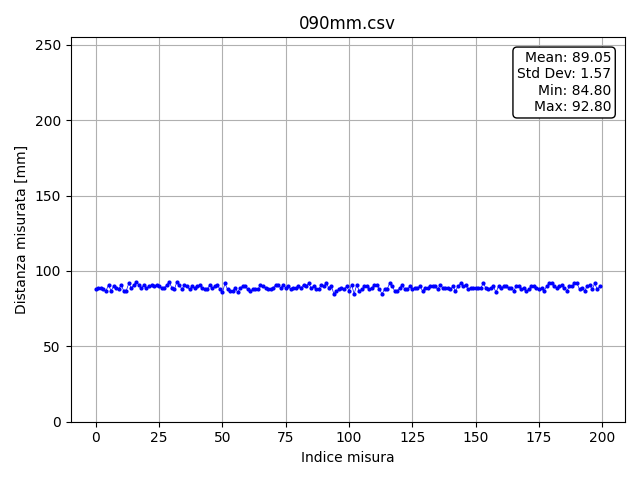 090mm.csv
Mean: 89.05
Std Dev: 1.57
Min: 84.80
Max: 92.80
Distanza misurata [mm]
250
200
150
100
50
0
0 25 50 75 100 125 150 175 200
Indice misura